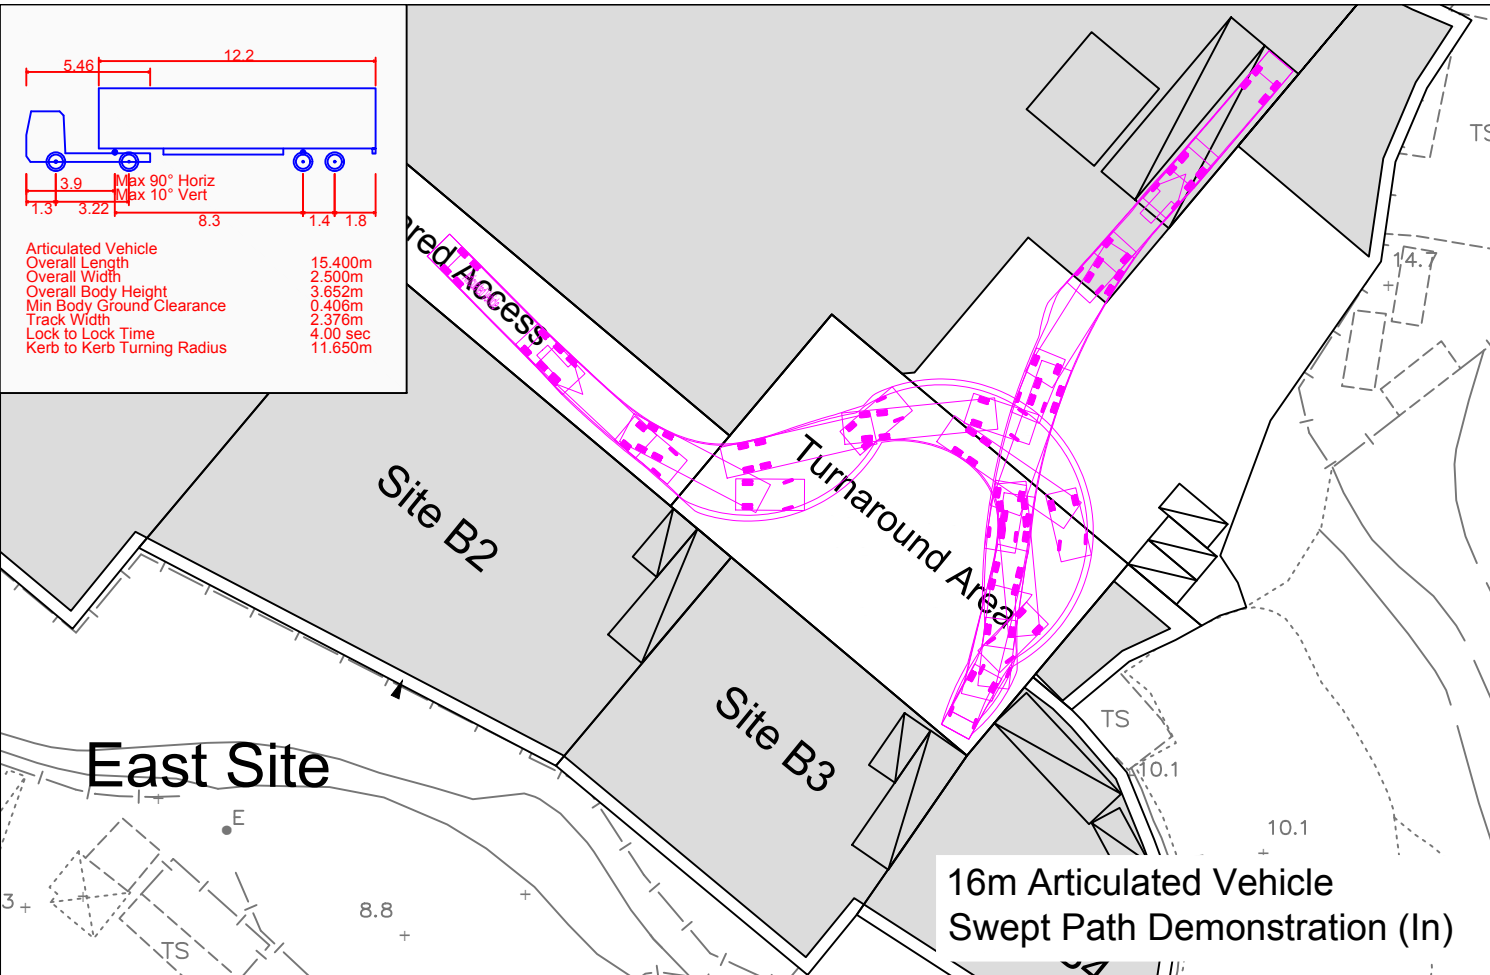 5.46
12.2
3.9
Max 90° Horiz
Max 10° Vert
1.3
3.22
8.3
1.4
1.8
Articulated Vehicle
Overall Length 15.400m
Overall Width 2.500m
Overall Body Height 3.652m
Min Body Ground Clearance 0.406m
Track Width 2.376m
Lock to Lock Time 4.00 sec
Kerb to Kerb Turning Radius 11.650m
ared Access
TS
14.7
Turnaround Area
Site B2
Site B3
TS
10.1
10.1
East Site
E
8.8
3
TS
16m Articulated Vehicle
Swept Path Demonstration (In)